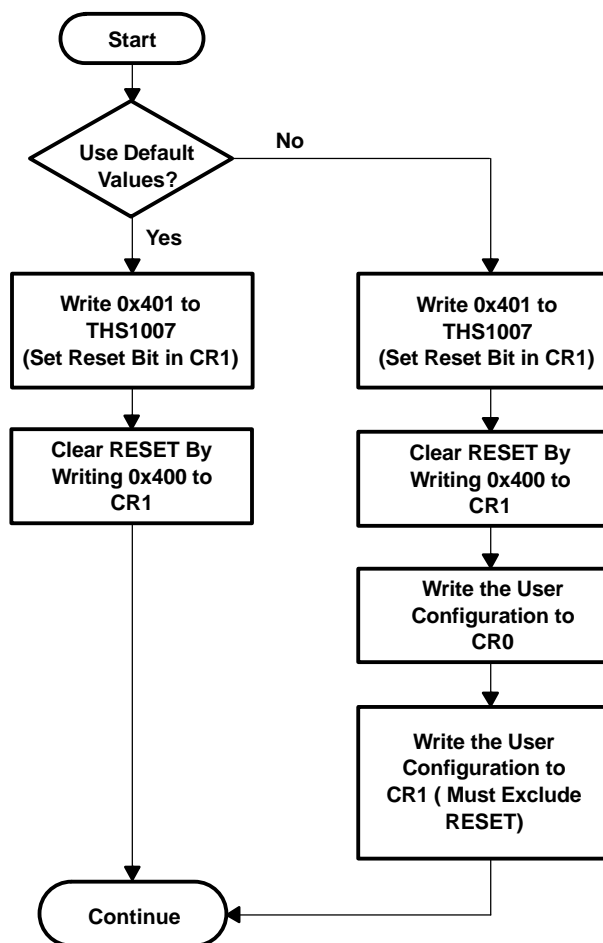 Start
Use Default
Values?
No
Yes
Write 0x401 to
THS1007
(Set Reset Bit in CR1)
Clear RESET By
Writing 0x400 to
CR1
Write 0x401 to
THS1007
(Set Reset Bit in CR1)
Clear RESET By
Writing 0x400 to
CR1
Write the User
Configuration to
CR0
Write the User
Configuration to
CR1 ( Must Exclude
RESET)
Continue